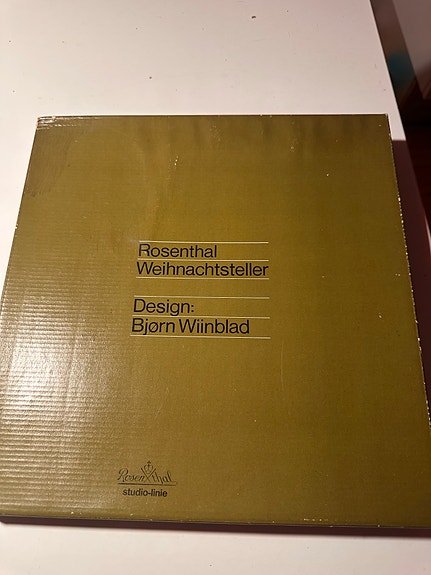 Rosenthal
Weihnachtsteller
Design:
Bjørn Wiinblad
Rosenthal
studio-linie